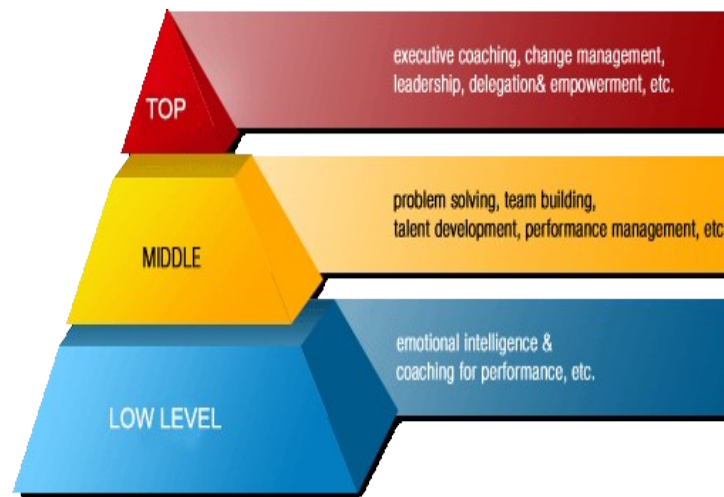 TOP
executive coaching, change management,
leadership, delegation& empowerment, etc.
MIDDLE
problem solving, team building,
talent development, performance management, etc
LOW LEVEL
emotional intelligence &
coaching for performance, etc.